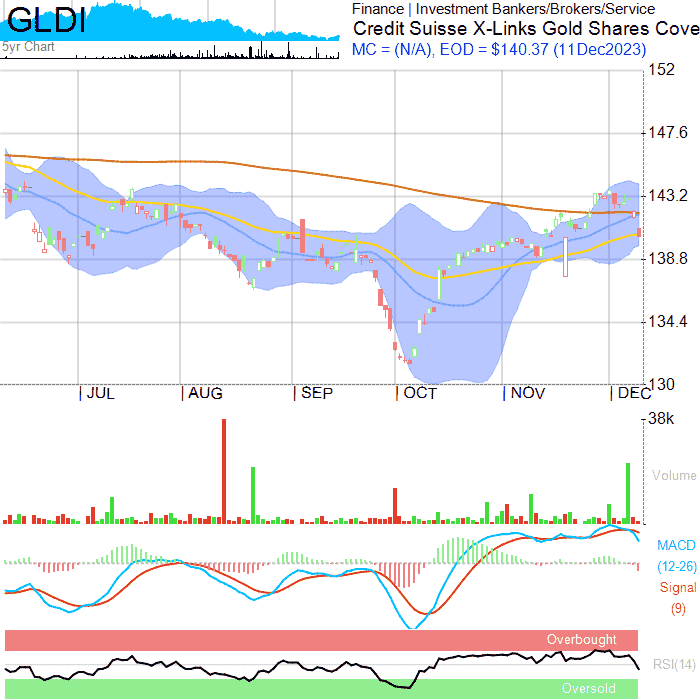 GLDI
5yr Chart
Finance | Investment Bankers/Brokers/Service
Credit Suisse X-Links Gold Shares Cove
MC = (N/A), EOD = $140.37 (11Dec2023)
152
147.6
143.2
138.8
134.4
130
JUL AUG SEP OCT NOV DEC
38k
Volume
MACD
(12-26)
Signal
(9)
Overbought
RSI(14)
Oversold